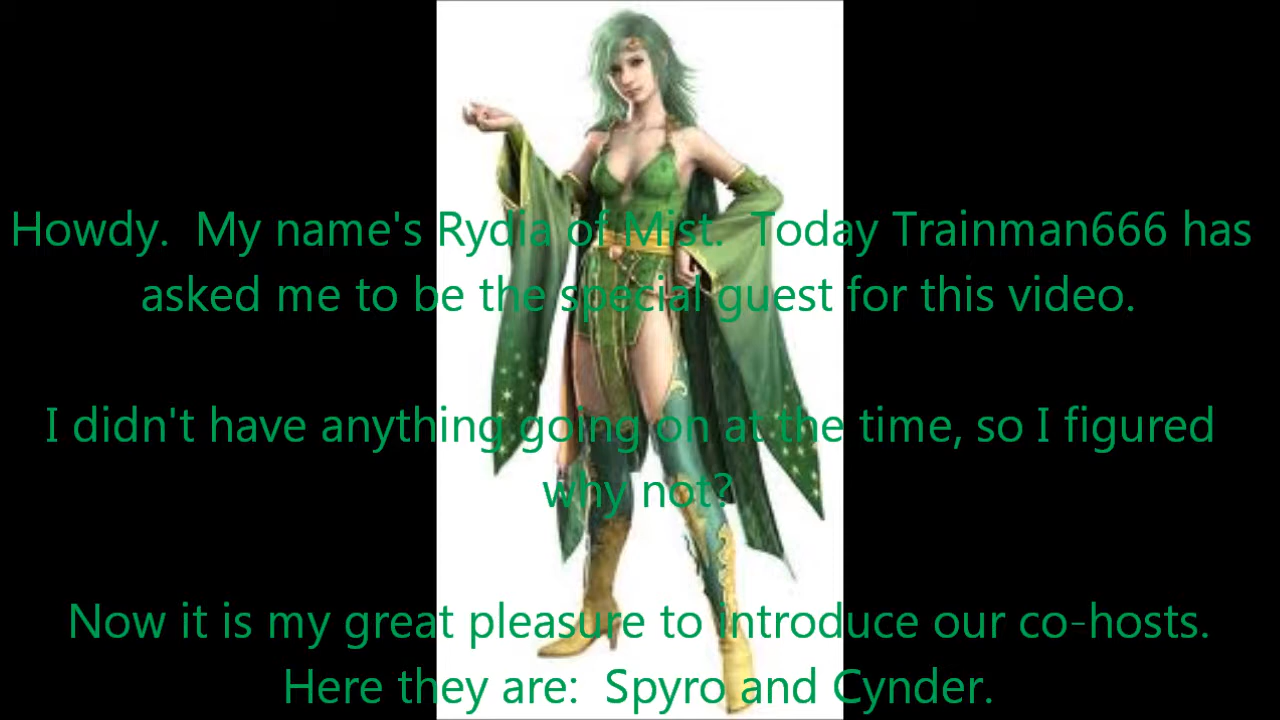 Howdy.  My name's Rydia of Mist.  Today Trainman666 has
asked me to be the special guest for this video.
I didn't have anything going on at the time, so I figured
why not?
Now it is my great pleasure to introduce our co-hosts.
Here they are:  Spyro and Cynder.